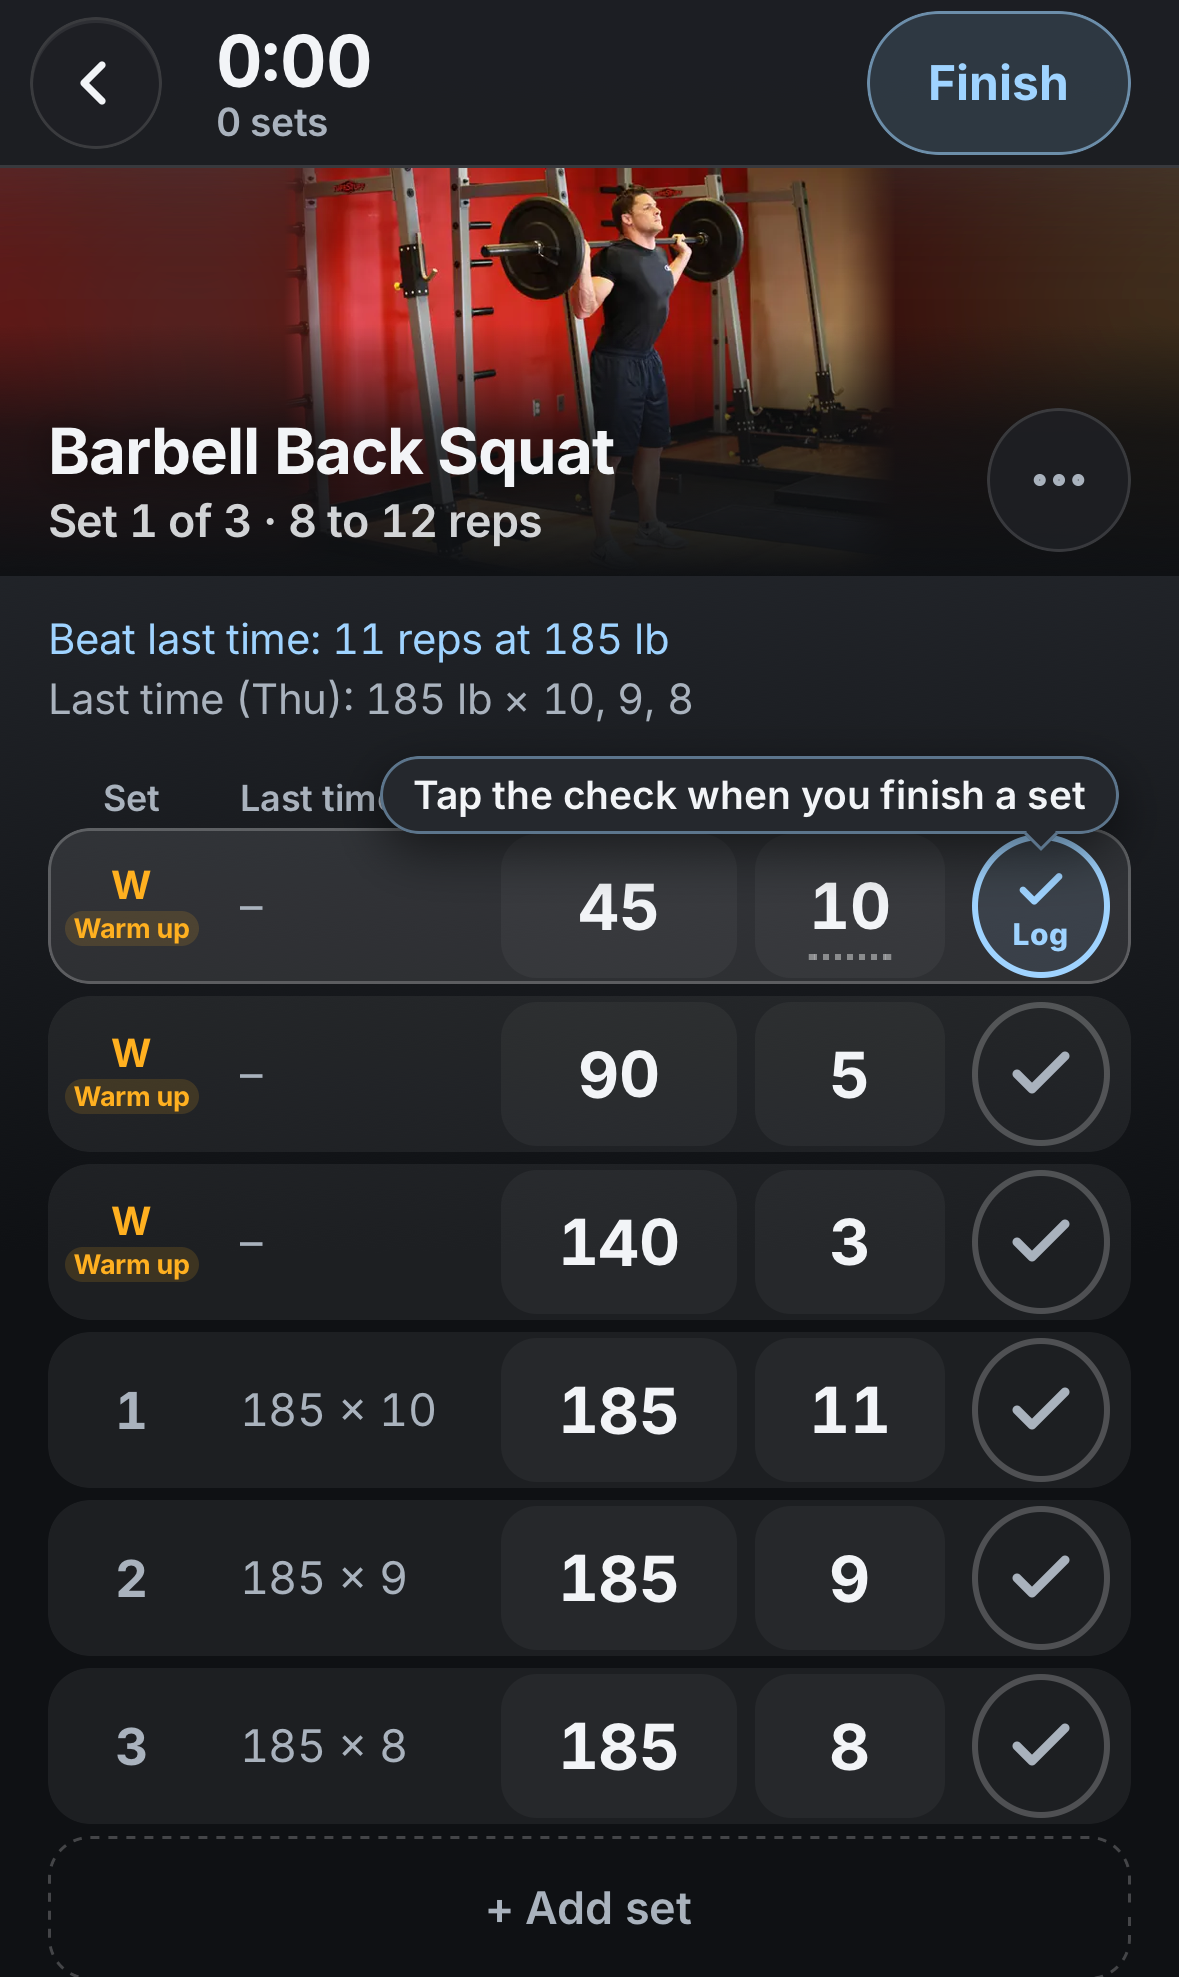 0:00
0 sets
Finish
Barbell Back Squat
Set 1 of 3 · 8 to 12 reps
Beat last time: 11 reps at 185 lb
Last time (Thu): 185 lb × 10, 9, 8
Set Last tim
Tap the check when you finish a set
W
Warm up
–
45
10
Log
W
Warm up
–
90
5
W
Warm up
–
140
3
1 185 × 10 185 11
2 185 × 9 185 9
3 185 × 8 185 8
+ Add set